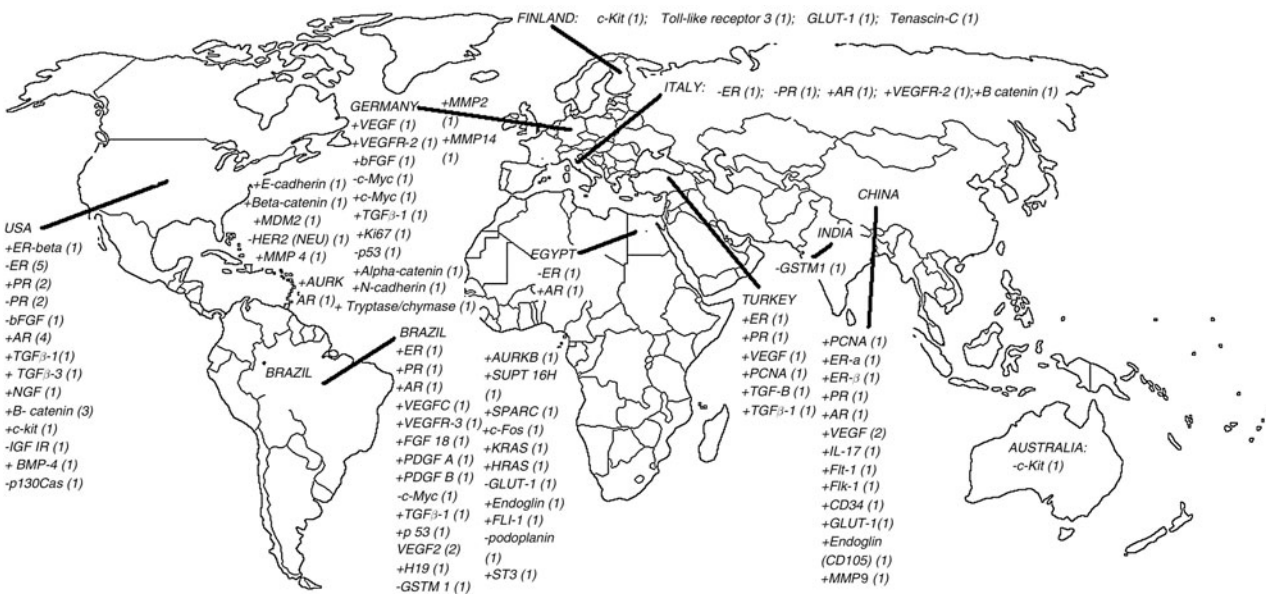 FINLAND: c-Kit (1); Toll-like receptor 3 (1); GLUT-1 (1); Tenascin-C (1)
ITALY: -ER (1); -PR (1); +AR (1); +VEGFR-2 (1);+B catenin (1)
GERMANY
+VEGF (1)
+VEGFR-2 (1)
+bFGF (1)
-c-Myc (1)
+c-Myc (1)
+TGFβ-1 (1)
+Ki67 (1)
-p53 (1)
+Alpha-catenin (1)
+N-cadherin (1)
+ Tryptase/chymase (1)
+MMP2
(1)
+MMP14
(1)
USA
+ER-beta (1)
-ER (5)
+PR (2)
-PR (2)
-bFGF (1)
+AR (4)
+TGFβ-1(1)
+ TGFβ-3 (1)
+NGF (1)
+B- catenin (3)
+c-kit (1)
-IGF IR (1)
+ BMP-4 (1)
-p130Cas (1)
+E-cadherin (1)
+Beta-catenin (1)
+MDM2 (1)
-HER2 (NEU) (1)
+MMP 4 (1)
+AURK
AR (1)
EGYPT
-ER (1)
+AR (1)
BRAZIL
BRAZIL
+ER (1)
+PR (1)
+AR (1)
+VEGFC (1)
+VEGFR-3 (1)
+FGF 18 (1)
+PDGF A (1)
+PDGF B (1)
-c-Myc (1)
+TGFβ-1 (1)
+p 53 (1)
VEGF2 (2)
+H19 (1)
-GSTM 1 (1)
+AURKB (1)
+SUPT 16H
(1)
+SPARC (1)
+c-Fos (1)
+KRAS (1)
+HRAS (1)
-GLUT-1 (1)
+Endoglin (1)
+FLI-1 (1)
-podoplanin
(1)
+ST3 (1)
TURKEY
+ER (1)
+PR (1)
+VEGF (1)
+PCNA (1)
+TGF-B (1)
+TGFβ-1 (1)
INDIA
-GSTM1 (1)
CHINA
+PCNA (1)
+ER-a (1)
+ER-β (1)
+PR (1)
+AR (1)
+VEGF (2)
+IL-17 (1)
+Flt-1 (1)
+Flk-1 (1)
+CD34 (1)
+GLUT-1(1)
+Endoglin
(CD105) (1)
+MMP9 (1)
AUSTRALIA:
-c-Kit (1)